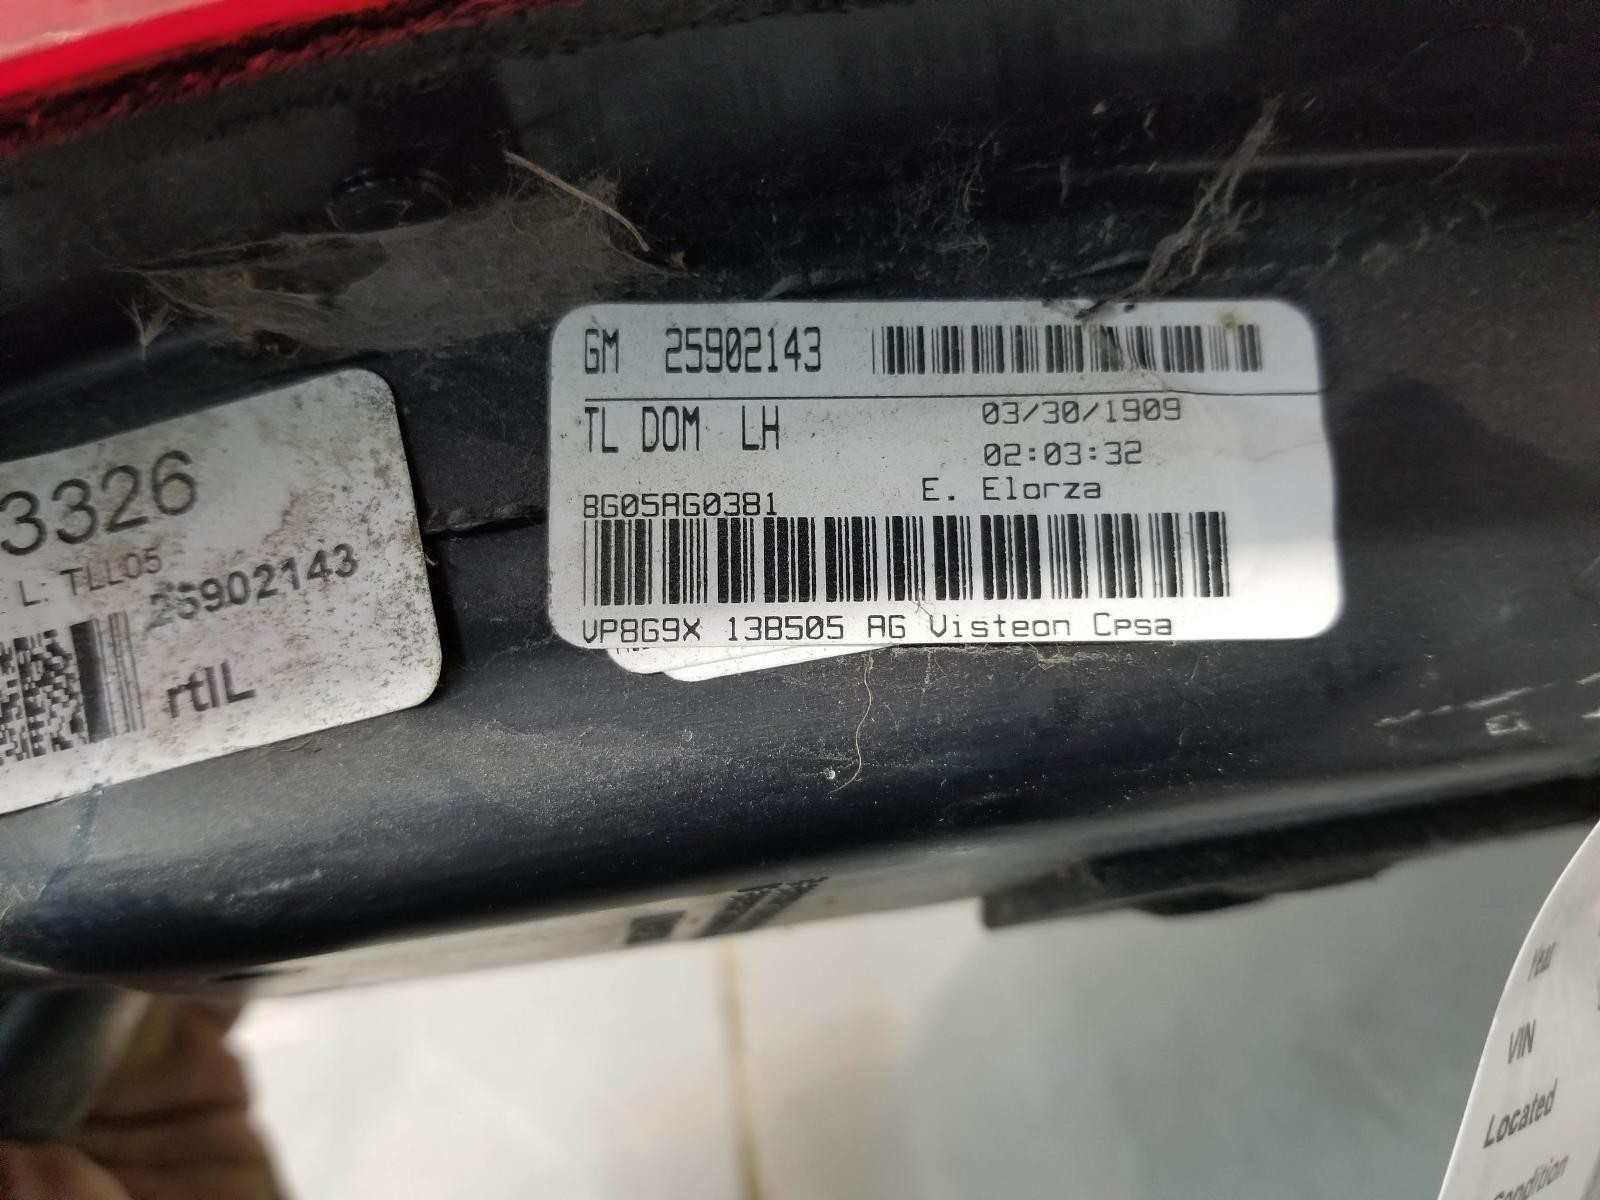 GM 25902143
TL DOM LH
03/30/1909
02:03:32
E. Elorza
8G05AG0381
VP8G9X 13B505 AG Visteon Cpsa
3326
L: TLL05
25902143
rtlL
Year
VIN
Located
Condition